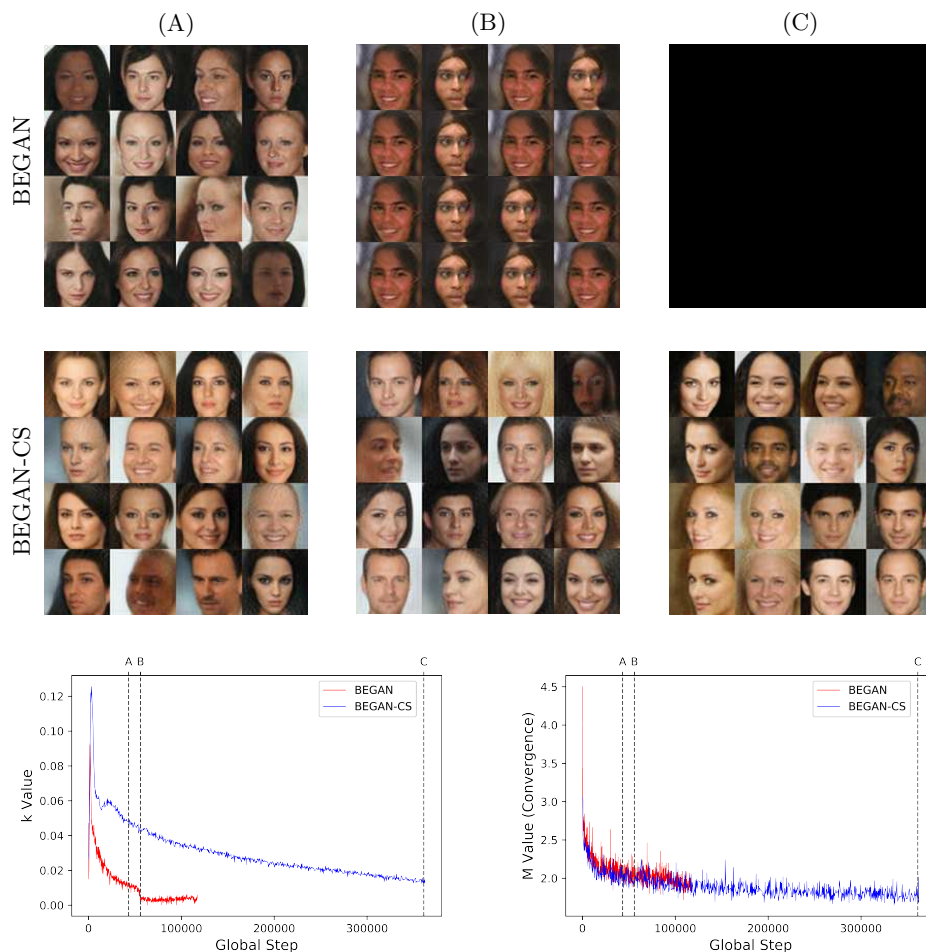 (A) (B) (C)
BEGAN
BEGAN-CS
A B C
0.12
0.10
0.08
0.06
0.04
0.02
0.00
k Value
BEGAN
BEGAN-CS
0 100000 200000 300000
Global Step
A B C
4.5
4.0
3.5
3.0
2.5
2.0
M Value (Convergence)
BEGAN
BEGAN-CS
0 100000 200000 300000
Global Step